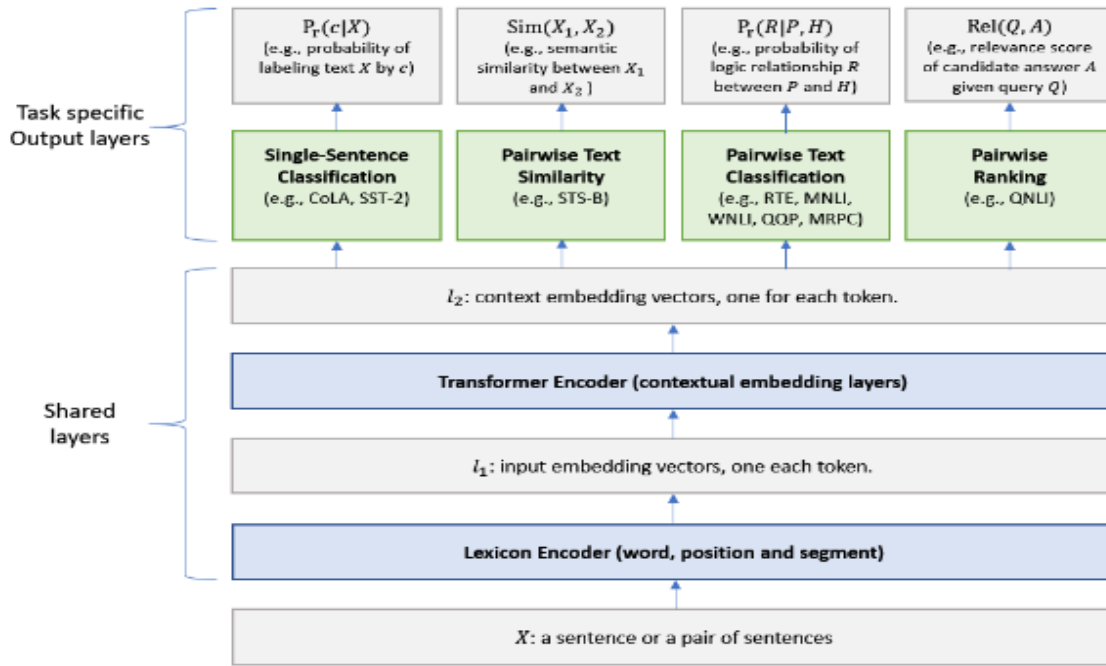 Pr(c|X)
[e.g., probability of
labeling text X by c)
Sim(X1, X2)
(e.g., semantic
similarity between X1
and X2 ]
Pr(R|P, H)
(e.g., probability of
logic relationship R
between P and H)
Rel(Q, A)
(e.g., relevance score
of candidate answer A
given query Q)
Task specific
Output layers
Single-Sentence
Classification
(e.g., CoLA, SST-2)
Pairwise Text
Similarity
(e.g., STS-B)
Pairwise Text
Classification
(e.g., RTE, MNLI,
WNLI, QQP, MRPC)
Pairwise
Ranking
(e.g., QNLI)
l2: context embedding vectors, one for each token.
Transformer Encoder (contextual embedding layers)
Shared
layers
l1: input embedding vectors, one each token.
Lexicon Encoder (word, position and segment)
X: a sentence or a pair of sentences